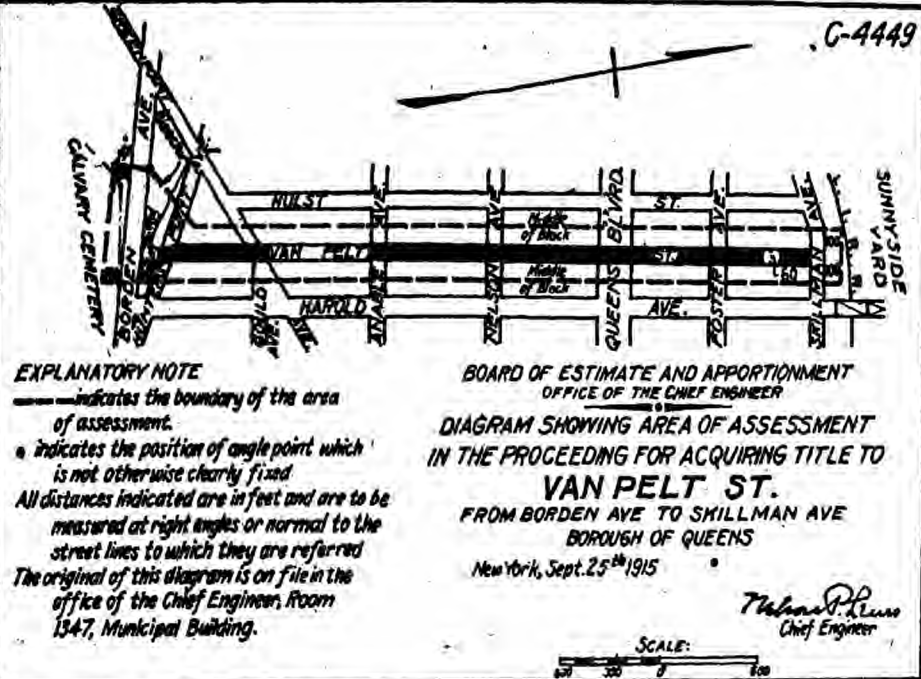 C-4449
CALVARY CEMETERY
BORDEN
AVE.
HULST ST.
VAN PELT ST.
HAROLD AVE.
Middle
of Block
Middle
of Block
ANABLE AVE.
NELSON AVE
QUEENS BLVRD.
FOSTER AVE.
SKILLMAN AVE.
60
SUNNYSIDE
YARD
EXPLANATORY NOTE
indicates the boundary of the area
of assessment.
indicates the position of angle point which
is not otherwise clearly fixed
All distances indicated are in feet and are to be
measured at right angles or normal to the
street lines to which they are referred
The original of this diagram is on file in the
office of the Chief Engineer, Room
1347, Municipal Building.
BOARD OF ESTIMATE AND APPORTIONMENT
OFFICE OF THE CHIEF ENGINEER
DIAGRAM SHOWING AREA OF ASSESSMENT
IN THE PROCEEDING FOR ACQUIRING TITLE TO
VAN PELT ST.
FROM BORDEN AVE TO SKILLMAN AVE
BOROUGH OF QUEENS
New York, Sept. 25th 1915
Chief Engineer
SCALE:
0